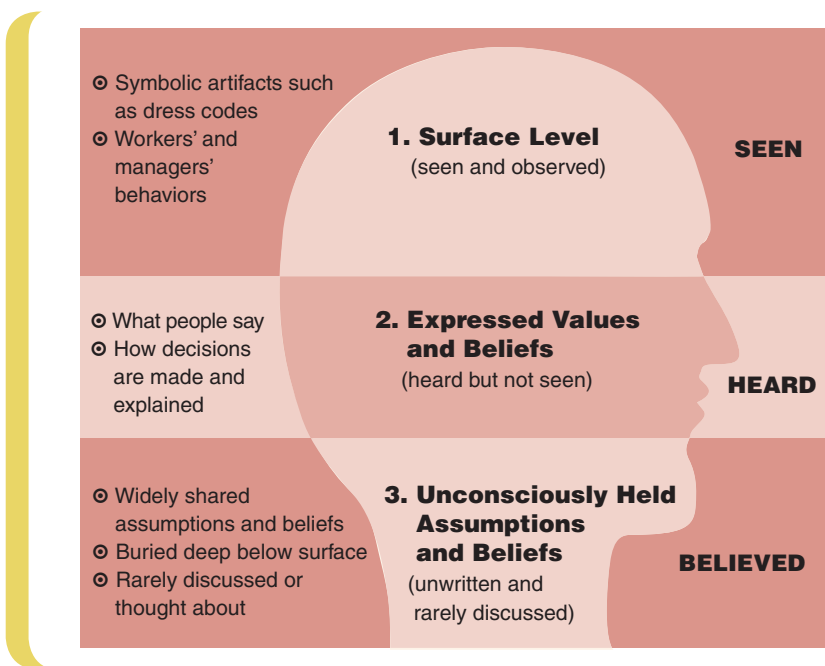 ⊙ Symbolic artifacts such
as dress codes
⊙ Workers’ and
managers’
behaviors
1. Surface Level
(seen and observed)
SEEN
⊙ What people say
⊙ How decisions
are made and
explained
2. Expressed Values
and Beliefs
(heard but not seen)
HEARD
⊙ Widely shared
assumptions and beliefs
⊙ Buried deep below surface
⊙ Rarely discussed or
thought about
3. Unconsciously Held
Assumptions
and Beliefs
(unwritten and
rarely discussed)
BELIEVED